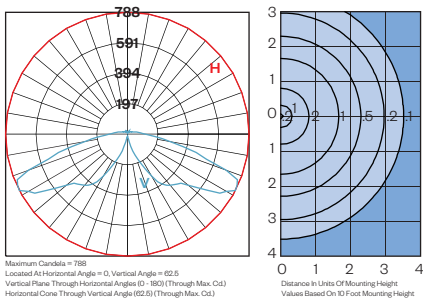 788
591
394
197
H
V
3
2
1
0
1
2
3
4
.2 1 2 1 .5 .2 .1
0 1 2 3 4
Maximum Candela = 788
Located At Horizontal Angle = 0, Vertical Angle = 62.5
Vertical Plane Through Horizontal Angles (0 - 180) (Through Max. Cd.)
Horizontal Cone Through Vertical Angle (62.5) (Through Max. Cd.)
Distance In Units Of Mounting Height
Values Based On 10 Foot Mounting Height